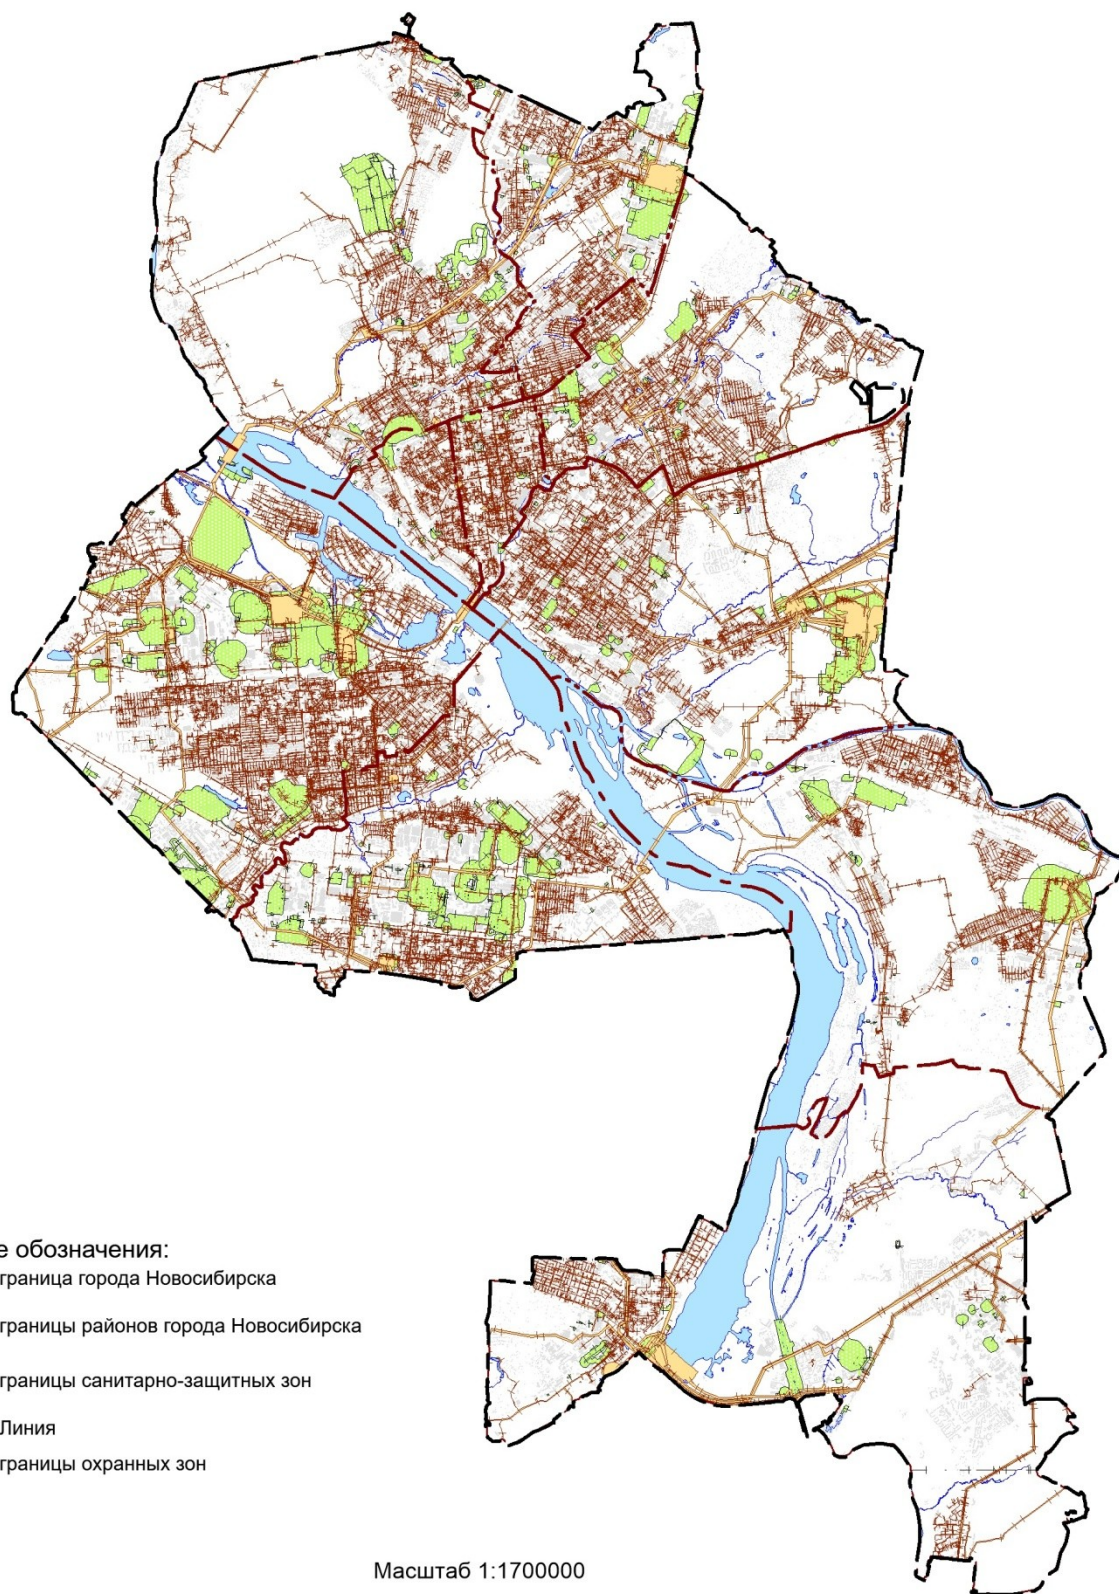 е обозначения:
граница города Новосибирска
границы районов города Новосибирска
границы санитарно-защитных зон
Линия
границы охранных зон
Масштаб 1:1700000